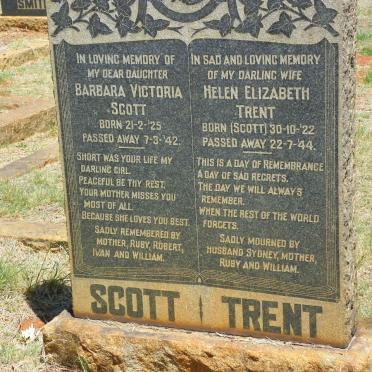 SMIT
IN LOVING MEMORY OF
MY DEAR DAUGHTER
BARBARA VICTORIA
SCOTT
BORN 21-2-'25
PASSED AWAY 7-3-'42.
SHORT WAS YOUR LIFE MY
DARLING GIRL.
PEACEFUL BE THY REST.
YOUR MOTHER MISSES YOU
MOST OF ALL.
BECAUSE SHE LOVES YOU BEST.
SADLY REMEMBERED BY
MOTHER, RUBY, ROBERT,
IVAN AND WILLIAM.
IN SAD AND LOVING MEMORY
OF MY DARLING WIFE
HELEN ELIZABETH
TRENT
BORN (SCOTT) 30-10-'22
PASSED AWAY 22-7-'44.
THIS IS A DAY OF REMEMBRANCE
A DAY OF SAD REGRETS.
THE DAY WE WILL ALWAYS
REMEMBER.
WHEN THE REST OF THE WORLD
FORGETS.
SADLY MOURNED BY
HUSBAND SYDNEY, MOTHER,
RUBY AND WILLIAM.
SCOTT TRENT